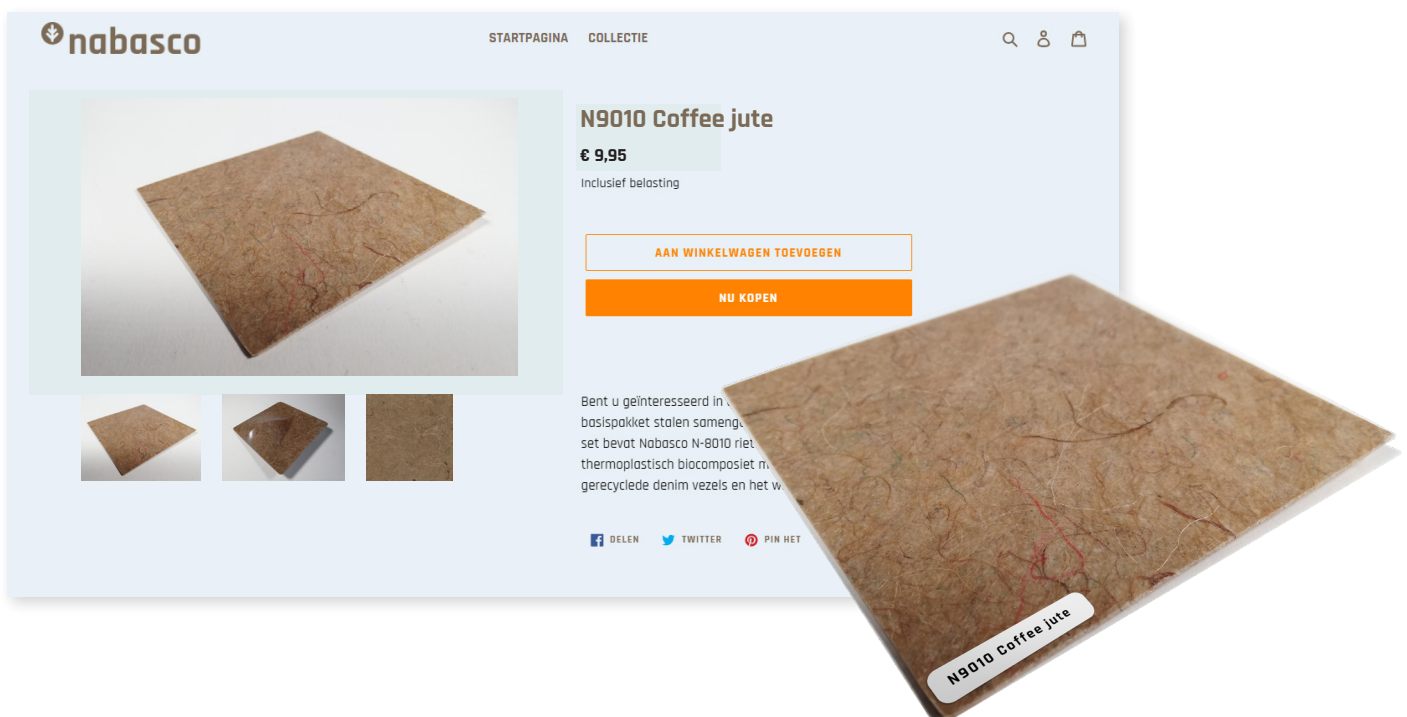 nabasco
STARTPAGINA COLLECTIE
N9010 Coffee jute
€ 9,95
Inclusief belasting
AAN WINKELWAGEN TOEVOEGEN
NU KOPEN
Bent u geïnteresseerd in
basispakket stalen
set bevat Nabasco N-8010 riet
thermoplastisch biocomposiet
gerecyclede denim vezels en het
DELEN TWITTER PIN HET
N9010 Coffee jute